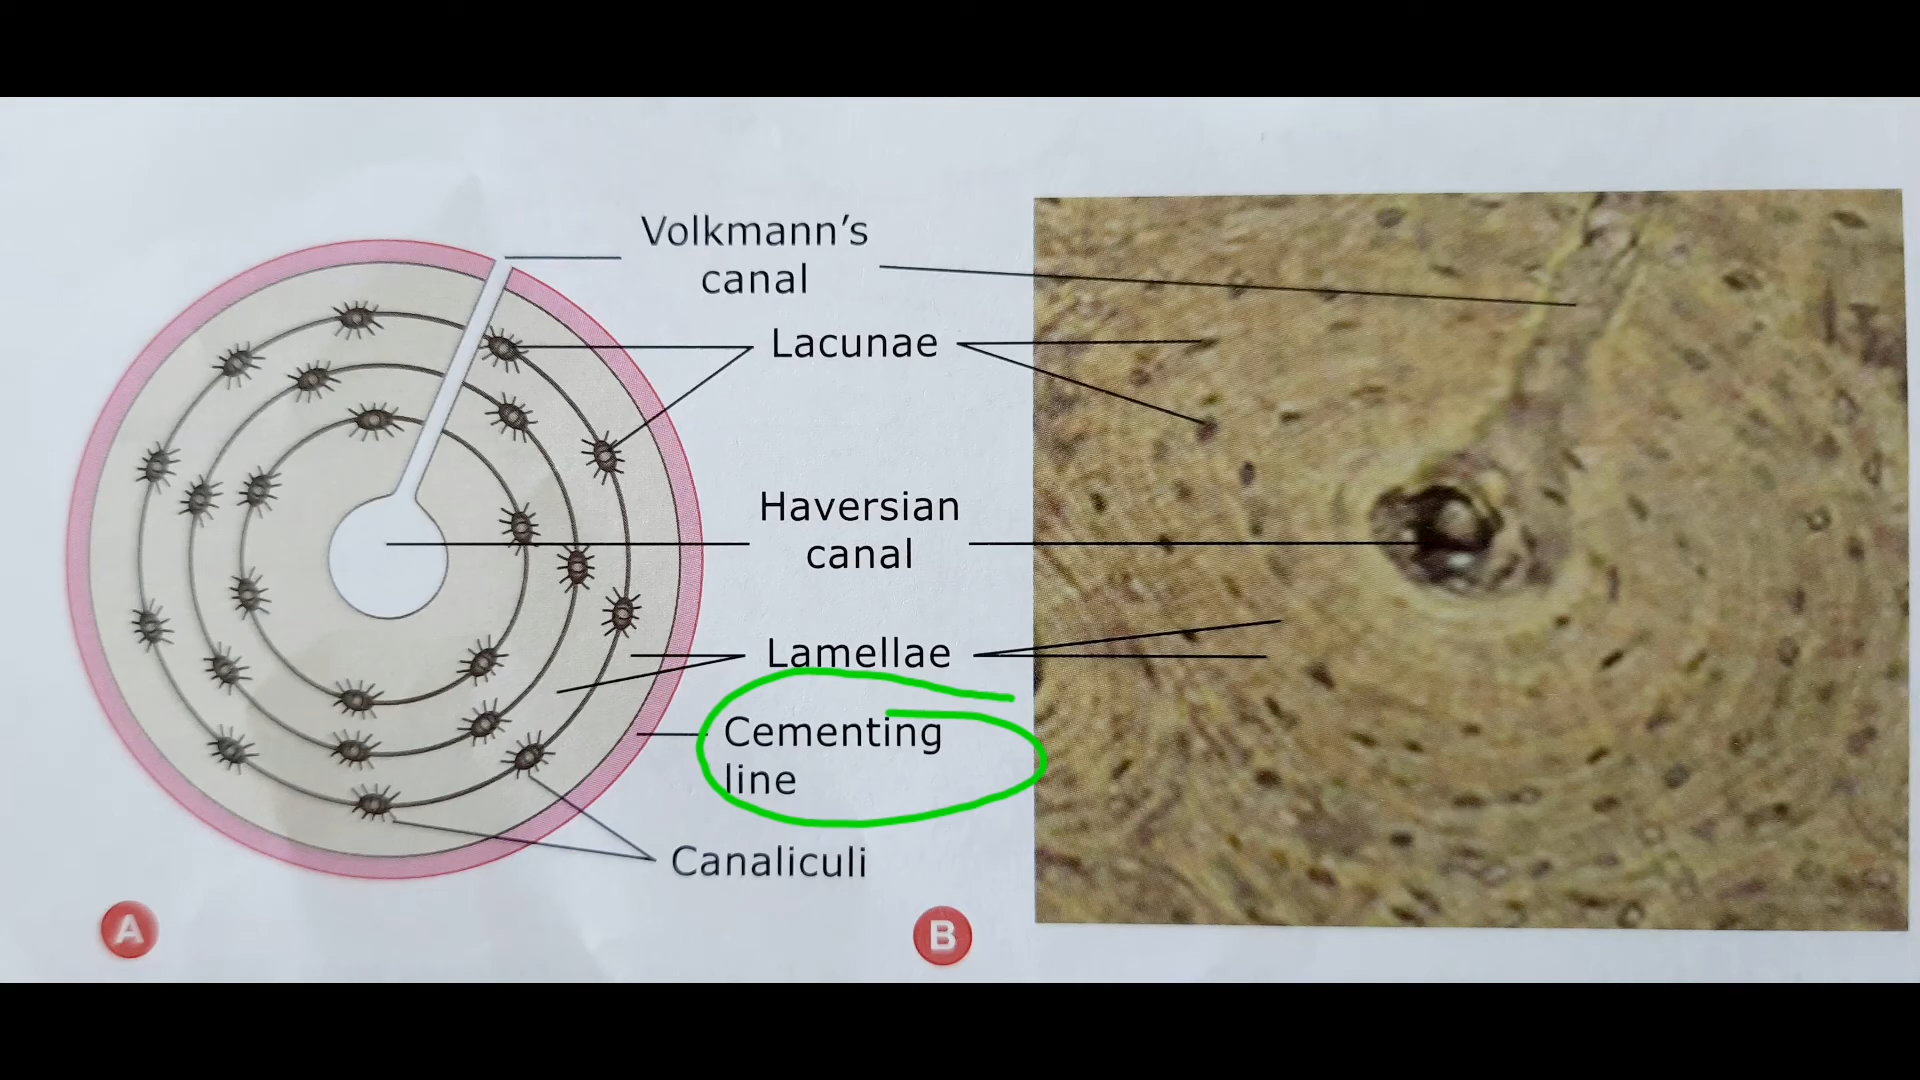 Volkmann's
canal
Lacunae
Haversian
canal
Lamellae
Cementing
line
Canaliculi
A
B